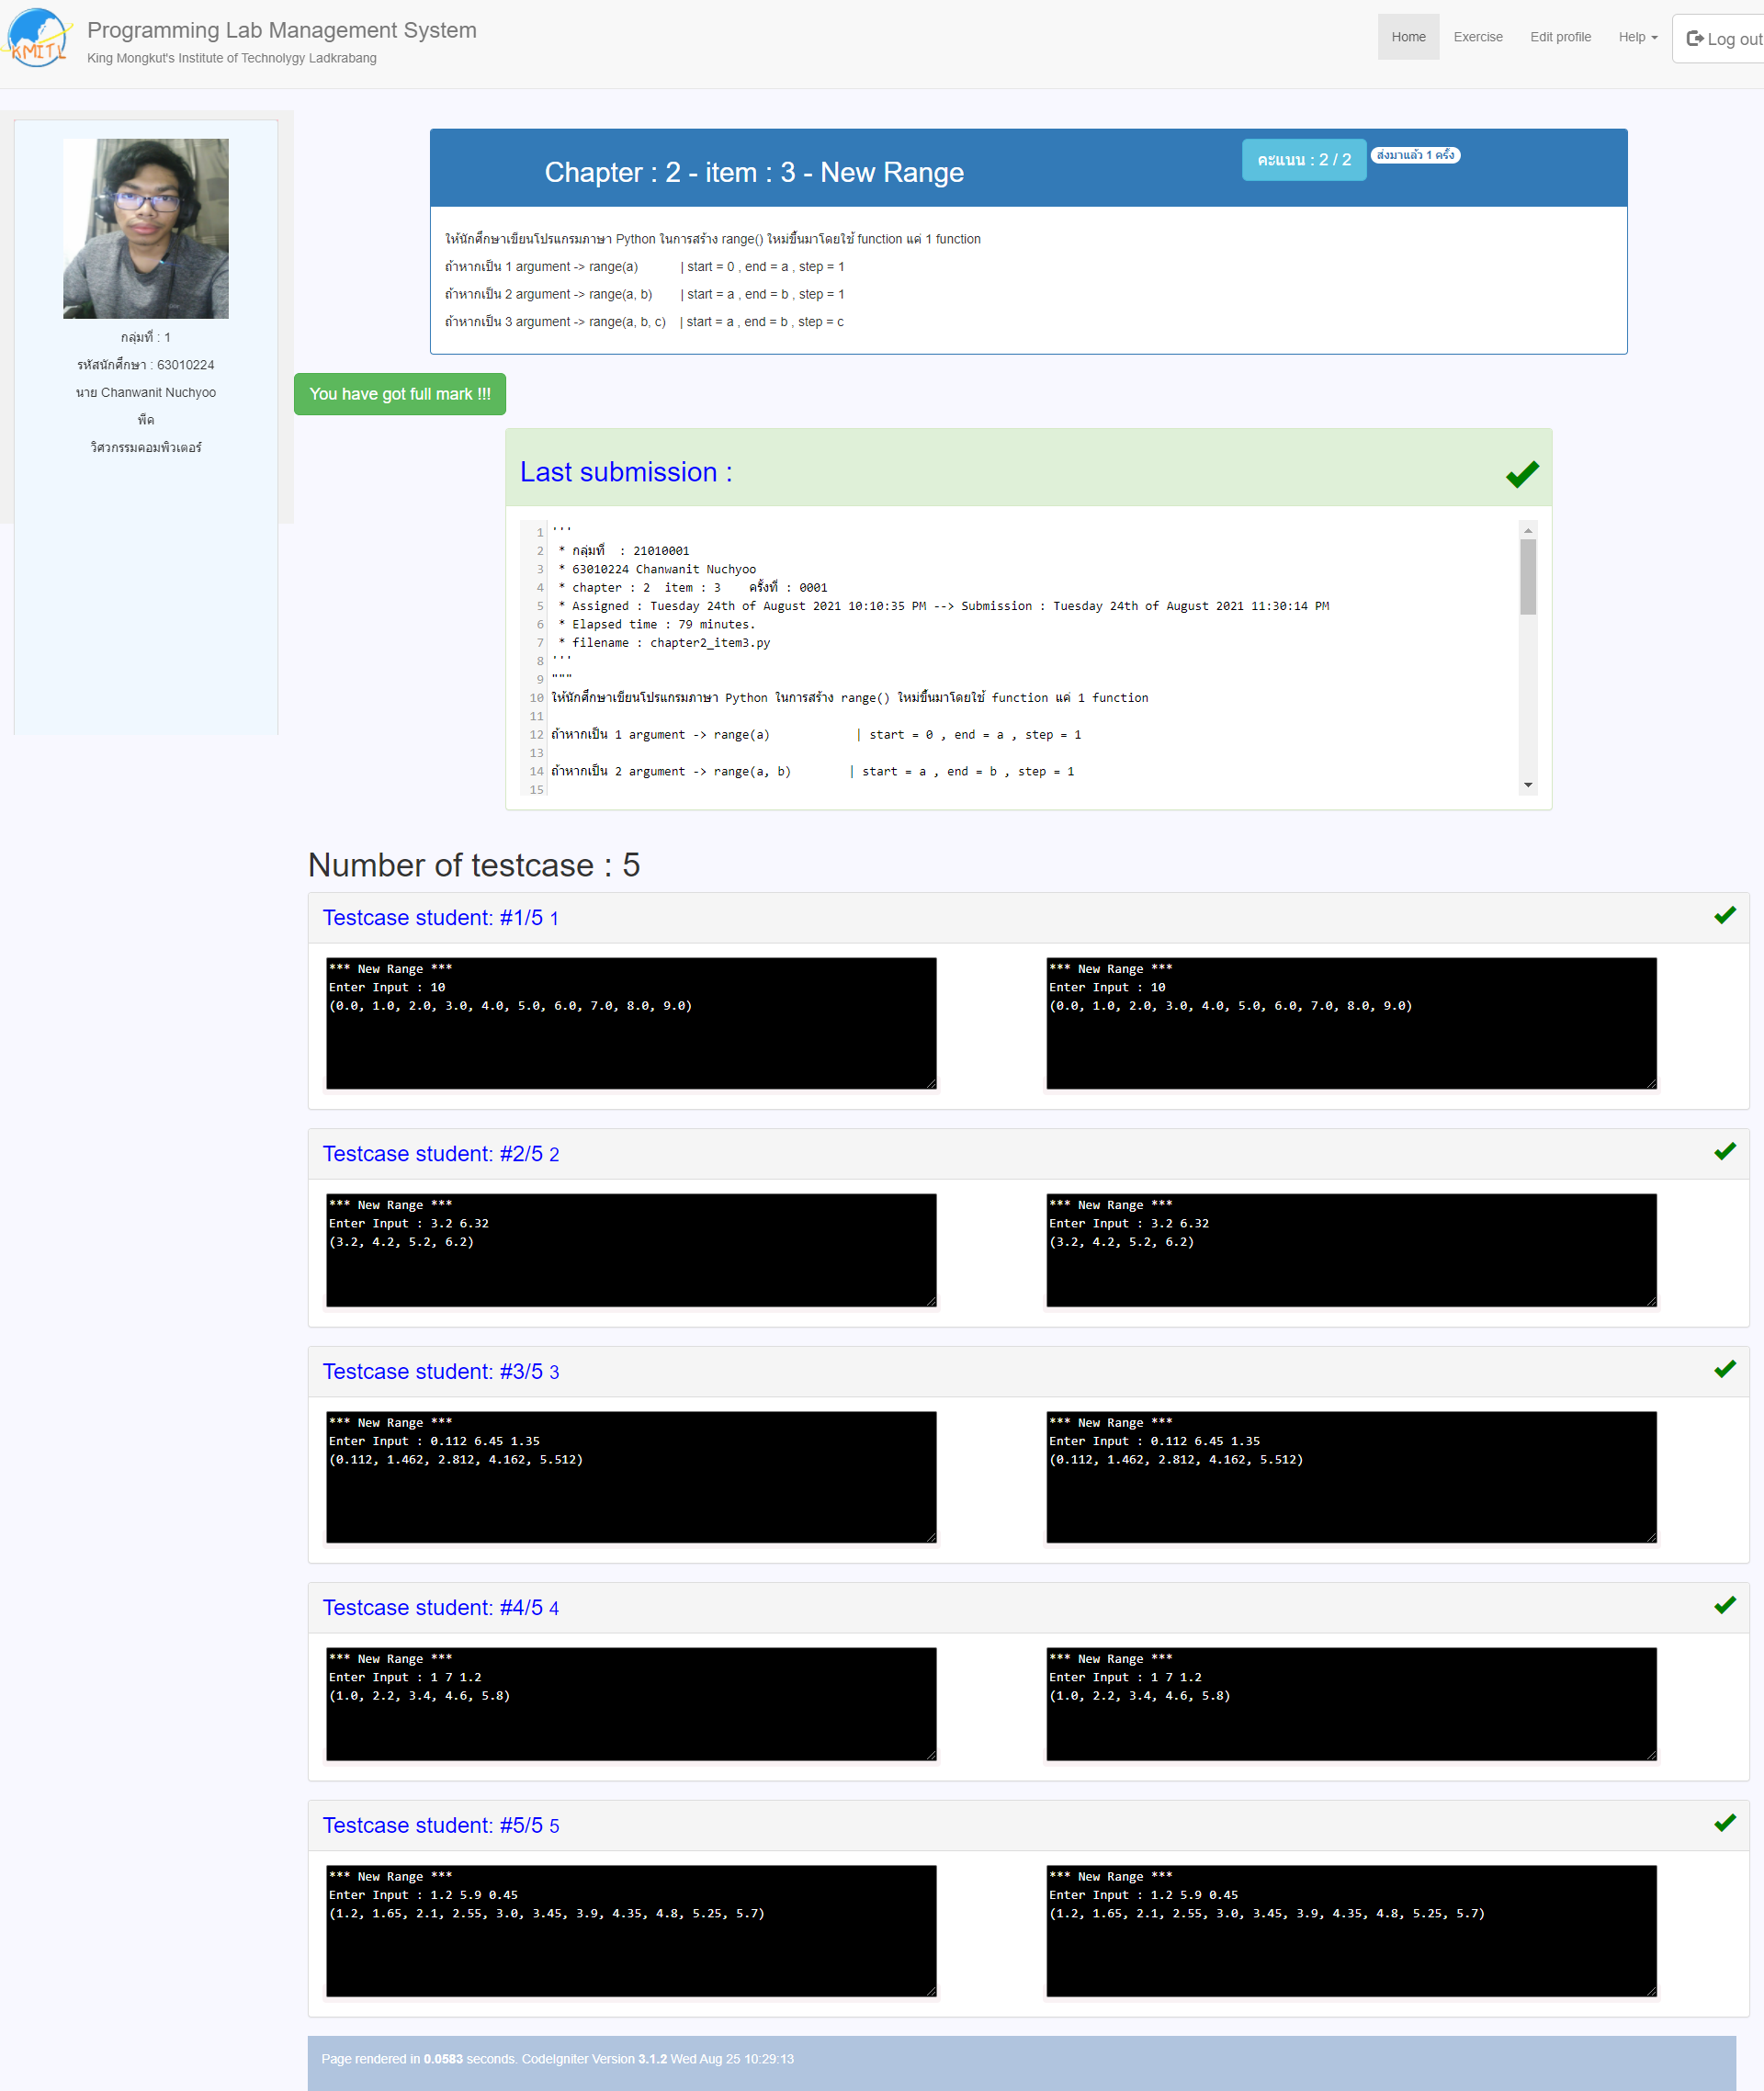 KMITL
Programming Lab Management System
King Mongkut's Institute of Technolygy Ladkrabang
Home
Exercise
Edit profile
Help
Log out
กลุ่มที่ : 1
รหัสนักศึกษา : 63010224
นาย Chanwanit Nuchyoo
พีค
วิศวกรรมคอมพิวเตอร์
Chapter : 2 - item : 3 - New Range
คะแนน : 2 / 2
ส่งมาแล้ว 1 ครั้ง
ให้นักศึกษาเขียนโปรแกรมภาษา Python ในการสร้าง range() ใหม่ขึ้นมาโดยใช้ function แค่ 1 function
ถ้าหากเป็น 1 argument -> range(a) | start = 0 , end = a , step = 1
ถ้าหากเป็น 2 argument -> range(a, b) | start = a , end = b , step = 1
ถ้าหากเป็น 3 argument -> range(a, b, c) | start = a , end = b , step = c
You have got full mark !!!
Last submission :
1 '''
2 * กลุ่มที่ : 21010001
3 * 63010224 Chanwanit Nuchyoo
4 * chapter : 2 item : 3 ครั้งที่ : 0001
5 * Assigned : Tuesday 24th of August 2021 10:10:35 PM --> Submission : Tuesday 24th of August 2021 11:30:14 PM
6 * Elapsed time : 79 minutes.
7 * filename : chapter2_item3.py
8 '''
9 """
10 ให้นักศึกษาเขียนโปรแกรมภาษา Python ในการสร้าง range() ใหม่ขึ้นมาโดยใช้ function แค่ 1 function
11
12 ถ้าหากเป็น 1 argument -> range(a) | start = 0 , end = a , step = 1
13
14 ถ้าหากเป็น 2 argument -> range(a, b) | start = a , end = b , step = 1
15
Number of testcase : 5
Testcase student: #1/5 1
*** New Range ***
Enter Input : 10
(0.0, 1.0, 2.0, 3.0, 4.0, 5.0, 6.0, 7.0, 8.0, 9.0)
*** New Range ***
Enter Input : 10
(0.0, 1.0, 2.0, 3.0, 4.0, 5.0, 6.0, 7.0, 8.0, 9.0)
Testcase student: #2/5 2
*** New Range ***
Enter Input : 3.2 6.32
(3.2, 4.2, 5.2, 6.2)
*** New Range ***
Enter Input : 3.2 6.32
(3.2, 4.2, 5.2, 6.2)
Testcase student: #3/5 3
*** New Range ***
Enter Input : 0.112 6.45 1.35
(0.112, 1.462, 2.812, 4.162, 5.512)
*** New Range ***
Enter Input : 0.112 6.45 1.35
(0.112, 1.462, 2.812, 4.162, 5.512)
Testcase student: #4/5 4
*** New Range ***
Enter Input : 1 7 1.2
(1.0, 2.2, 3.4, 4.6, 5.8)
*** New Range ***
Enter Input : 1 7 1.2
(1.0, 2.2, 3.4, 4.6, 5.8)
Testcase student: #5/5 5
*** New Range ***
Enter Input : 1.2 5.9 0.45
(1.2, 1.65, 2.1, 2.55, 3.0, 3.45, 3.9, 4.35, 4.8, 5.25, 5.7)
*** New Range ***
Enter Input : 1.2 5.9 0.45
(1.2, 1.65, 2.1, 2.55, 3.0, 3.45, 3.9, 4.35, 4.8, 5.25, 5.7)
Page rendered in 0.0583 seconds. CodeIgniter Version 3.1.2 Wed Aug 25 10:29:13